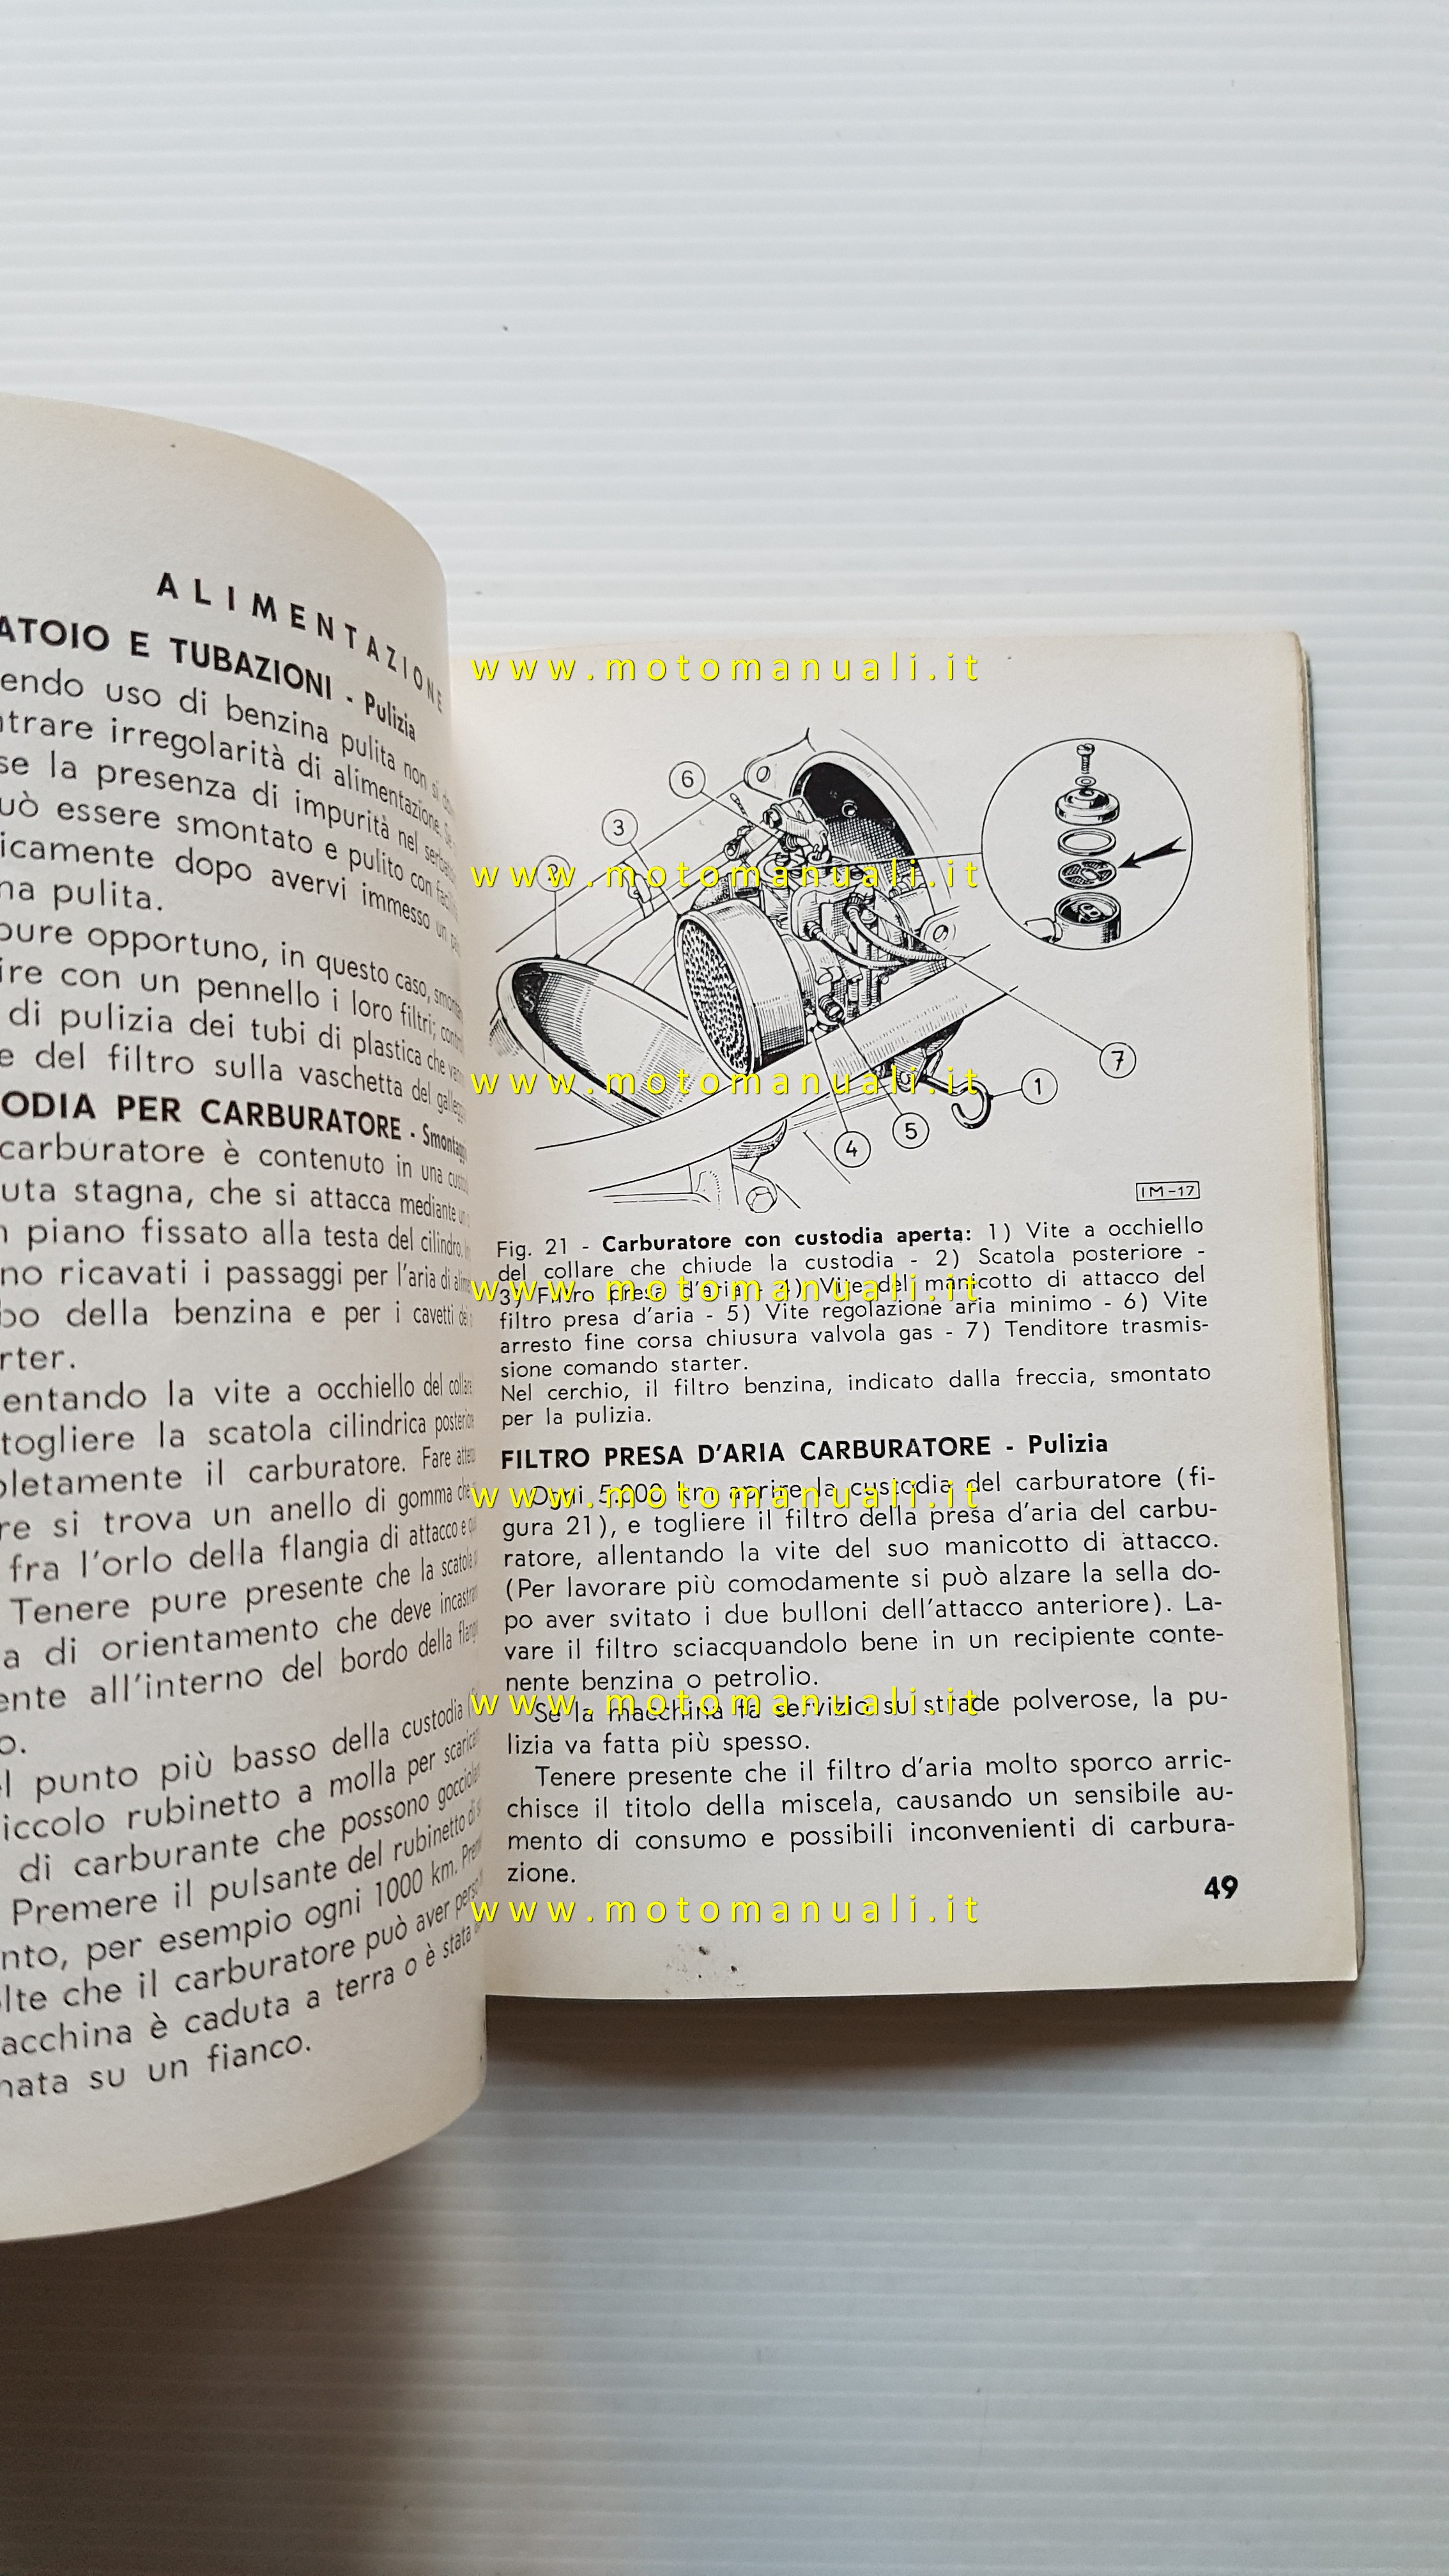 ALIMENTAZIONE
ATOIO E TUBAZIONI - Pulizia
endo uso di benzina pulita non si
trare irregolarità di alimentazione.
se la presenza di impurità nel
uò essere smontato e pulito con
icamente dopo avervi immesso un
na pulita.
pure opportuno, in questo caso,
ire con un pennello i loro filtri;
di pulizia dei tubi di plastica che
e del filtro sulla vaschetta del
ODIA PER CARBURATORE -
carburatore è contenuto in una
uta stagna, che si attacca mediante
piano fissato alla testa del cilindro.
no ricavati i passaggi per l'aria di
bo della benzina e per i cavetti
rter.
entando la vite a occhiello del
togliere la scatola cilindrica
letamente il carburatore. Fare
re si trova un anello di gomma che
fra l'orlo della flangia di attacco e
Tenere pure presente che la scatola
a di orientamento che deve
ente all'interno del bordo della
o.
l punto più basso della custodia
iccolo rubinetto a molla per
di carburante che possono
Premere il pulsante del rubinetto di
nto, per esempio ogni 1000 km.
lte che il carburatore può aver
acchina è caduta a terra o è stata
nata su un fianco.
www.motomanuali.it
6
3
2
www.motomanuali.it
7
www.motomanuali.it
1
5
4
IM-17
Fig. 21 - Carburatore con custodia aperta: 1) Vite a occhiello
del collare che chiude la custodia - 2) Scatola posteriore -
3) Filtro presa d'aria - 4) Vite del manicotto di attacco del
www.motomanuali.it
filtro presa d'aria - 5) Vite regolazione aria minimo - 6) Vite
arresto fine corsa chiusura valvola gas - 7) Tenditore trasmis-
sione comando starter.
Nel cerchio, il filtro benzina, indicato dalla freccia, smontato
per la pulizia.
FILTRO PRESA D'ARIA CARBURATORE - Pulizia
Ogni 5000 km aprire la custodia del carburatore (fi-
www.motomanuali.it
gura 21), e togliere il filtro della presa d'aria del carbu-
ratore, allentando la vite del suo manicotto di attacco.
(Per lavorare più comodamente si può alzare la sella do-
po aver svitato i due bulloni dell'attacco anteriore). La-
vare il filtro sciacquandolo bene in un recipiente conte-
nente benzina o petrolio.
Se la macchina fa servizio su strade polverose, la pu-
www.motomanuali.it
lizia va fatta più spesso.
Tenere presente che il filtro d'aria molto sporco arric-
chisce il titolo della miscela, causando un sensibile au-
mento di consumo e possibili inconvenienti di carbura-
zione.
49
www.motomanuali.it